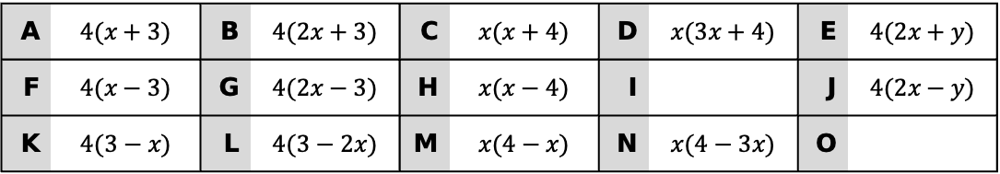 A 4(x + 3) B 4(2x + 3) C x(x + 4) D x(3x + 4) E 4(2x + y)
F 4(x − 3) G 4(2x − 3) H x(x − 4) I J 4(2x − y)
K 4(3 − x) L 4(3 − 2x) M x(4 − x) N x(4 − 3x) O